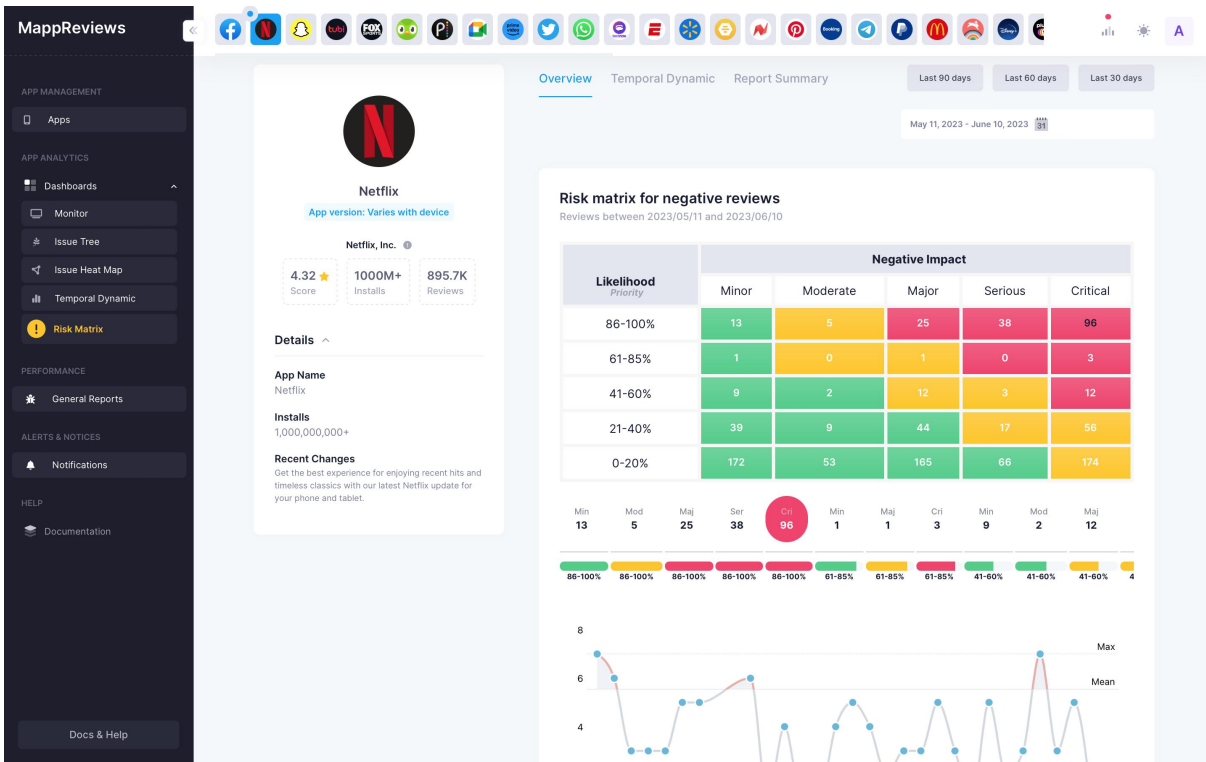 MappReviews
«
tubi
FOX
SPORTS
prime
video
Booking
Disney+
A
APP MANAGEMENT
Apps
APP ANALYTICS
Dashboards
Monitor
Issue Tree
Issue Heat Map
Temporal Dynamic
! Risk Matrix
PERFORMANCE
General Reports
ALERTS & NOTICES
Notifications
HELP
Documentation
Docs & Help
N
Netflix
App version: Varies with device
Netflix, Inc.
4.32 1000M+ 895.7K
Score Installs Reviews
Details
App Name
Netflix
Installs
1,000,000,000+
Recent Changes
Get the best experience for enjoying recent hits and
timeless classics with our latest Netflix update for
your phone and tablet.
Overview Temporal Dynamic Report Summary
Last 90 days Last 60 days Last 30 days
May 11, 2023 - June 10, 2023 31
Risk matrix for negative reviews
Reviews between 2023/05/11 and 2023/06/10
Negative Impact
Likelihood
Priority
Minor Moderate Major Serious Critical
86-100% 13 5 25 38 96
61-85% 1 0 1 0 3
41-60% 9 2 12 3 12
21-40% 39 9 44 17 56
0-20% 172 53 165 66 174
Min Mod Maj Ser Cri Min Maj Cri Min Mod Maj
13 5 25 38 96 1 1 3 9 2 12
86-100% 86-100% 86-100% 86-100% 86-100% 61-85% 61-85% 61-85% 41-60% 41-60% 41-60% 4
8
Max
6
Mean
4